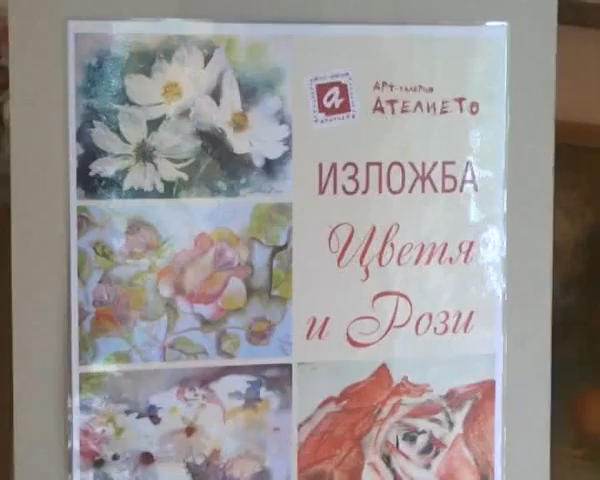 а
АРТ-ГАЛЕРИЯ
АТЕЛИЕТО
ИЗЛОЖБА
Цветя
и Рози